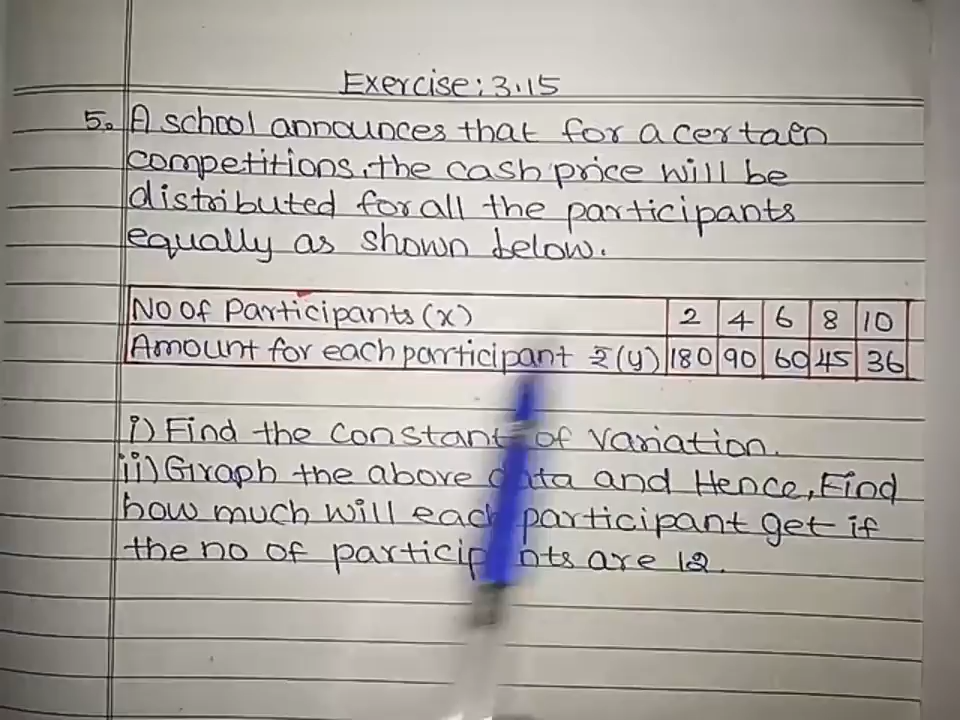 Exercise: 3.15
5. A school announces that for a certain
competitions, the cash price will be
distributed for all the participants
equally as shown below.
No of Participants (x) 2 4 6 8 10
Amount for each participant ₹ (y) 180 90 60 45 36
i) Find the constant of variation.
ii) Graph the above data and Hence, Find
how much will each participant get if
the no of participants are 12.